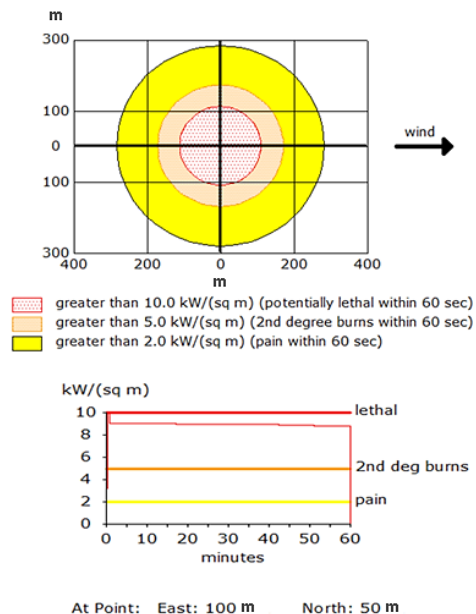 m
300
100
0
100
300
400 200 0 200 400
m
wind
greater than 10.0 kW/(sq m) (potentially lethal within 60 sec)
greater than 5.0 kW/(sq m) (2nd degree burns within 60 sec)
greater than 2.0 kW/(sq m) (pain within 60 sec)
kW/(sq m)
10 lethal
8
6
4 2nd deg burns
2 pain
0
0 10 20 30 40 50 60
minutes
At Point: East: 100 m North: 50 m